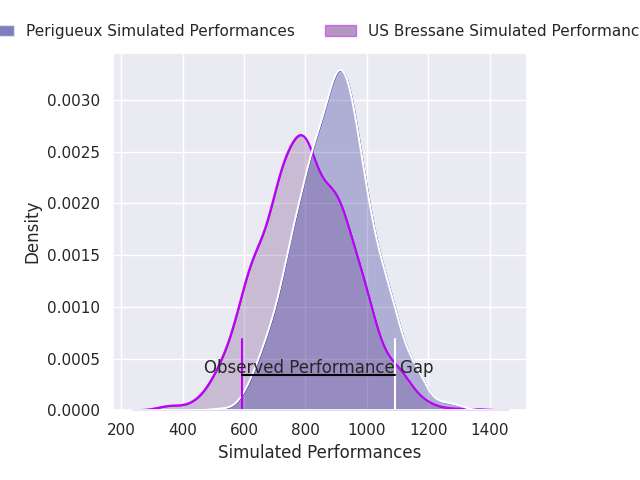 Perigueux Simulated Performances
US Bressane Simulated Performanc
0.0030
0.0025
0.0020
0.0015
0.0010
0.0005
0.0000
Density
Observed Performance Gap
200 400 600 800 1000 1200 1400
Simulated Performances